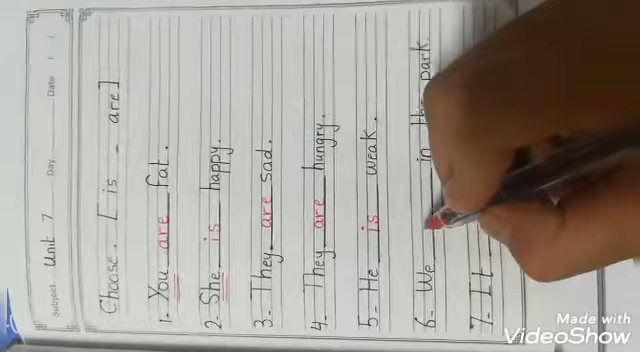 Subject Unit 7 Day Date / /
Choose. [ is - are ]
1- You are fat.
2- She is happy.
3- They are sad.
4- They are hungry.
5- He is weak.
6- We in the park.
7- It
Made with
VideoShow